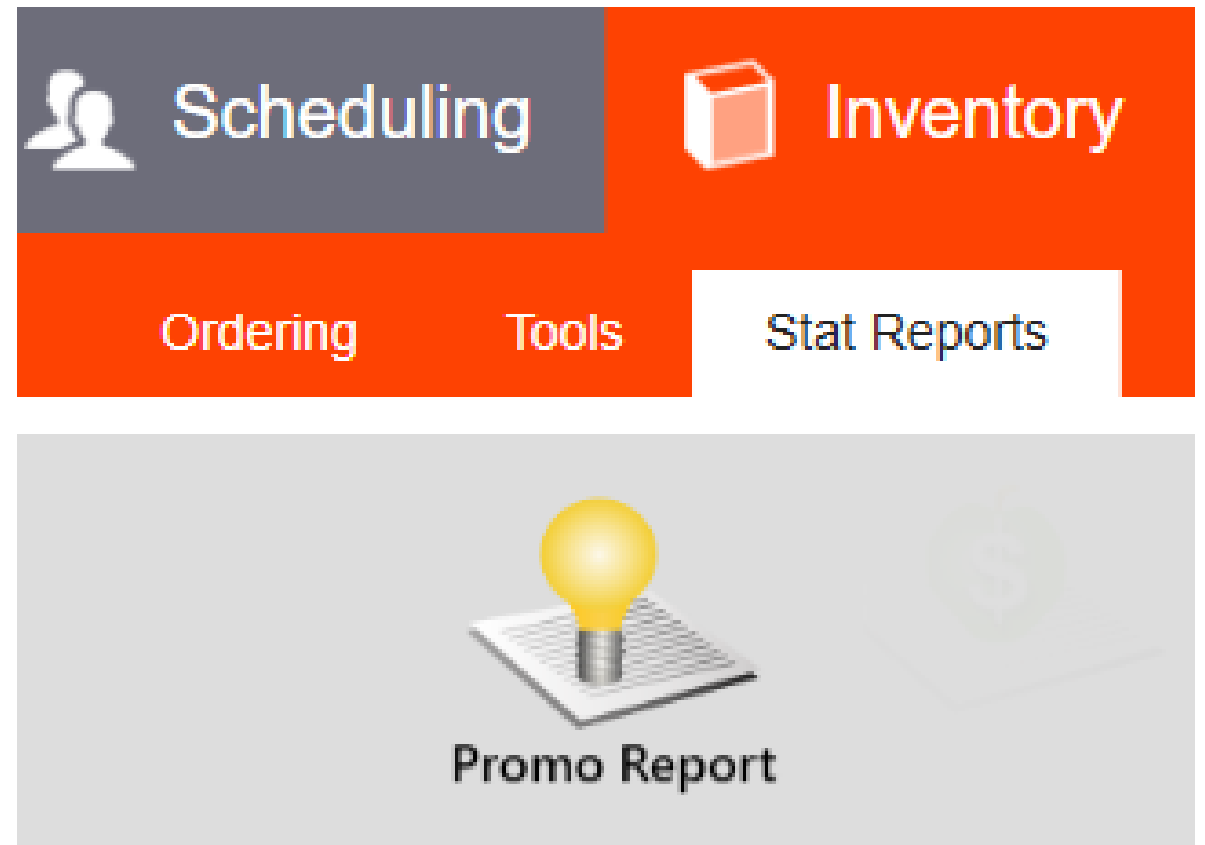 Scheduling
Inventory
Ordering
Tools
Stat Reports
$
Promo Report